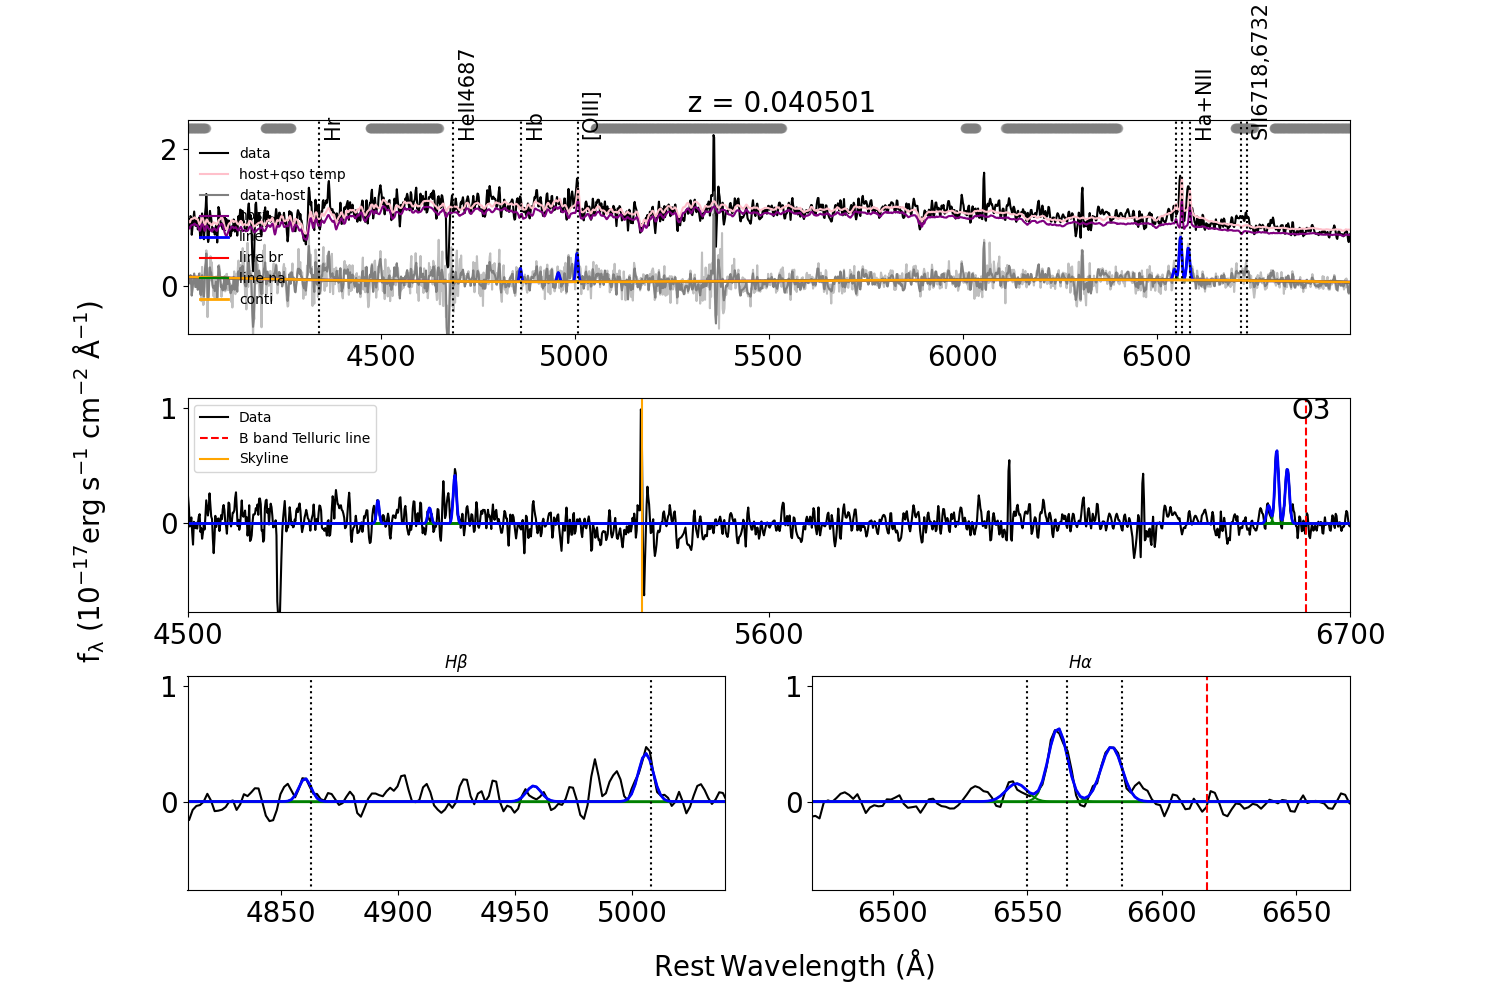 z = 0.040501
Hr
HeII4687
Hb
[OIII]
Ha+NII
SII6718,6732
2
0
data
host+qso temp
data-host
line
line br
line na
conti
4500 5000 5500 6000 6500
1
0
Data
B band Telluric line
Skyline
O3
4500 5600 6700
fλ (10⁻¹⁷erg s⁻¹ cm⁻² Å⁻¹)
Hβ
1
0
4850 4900 4950 5000
Hα
1
0
6500 6550 6600 6650
Rest Wavelength (Å)